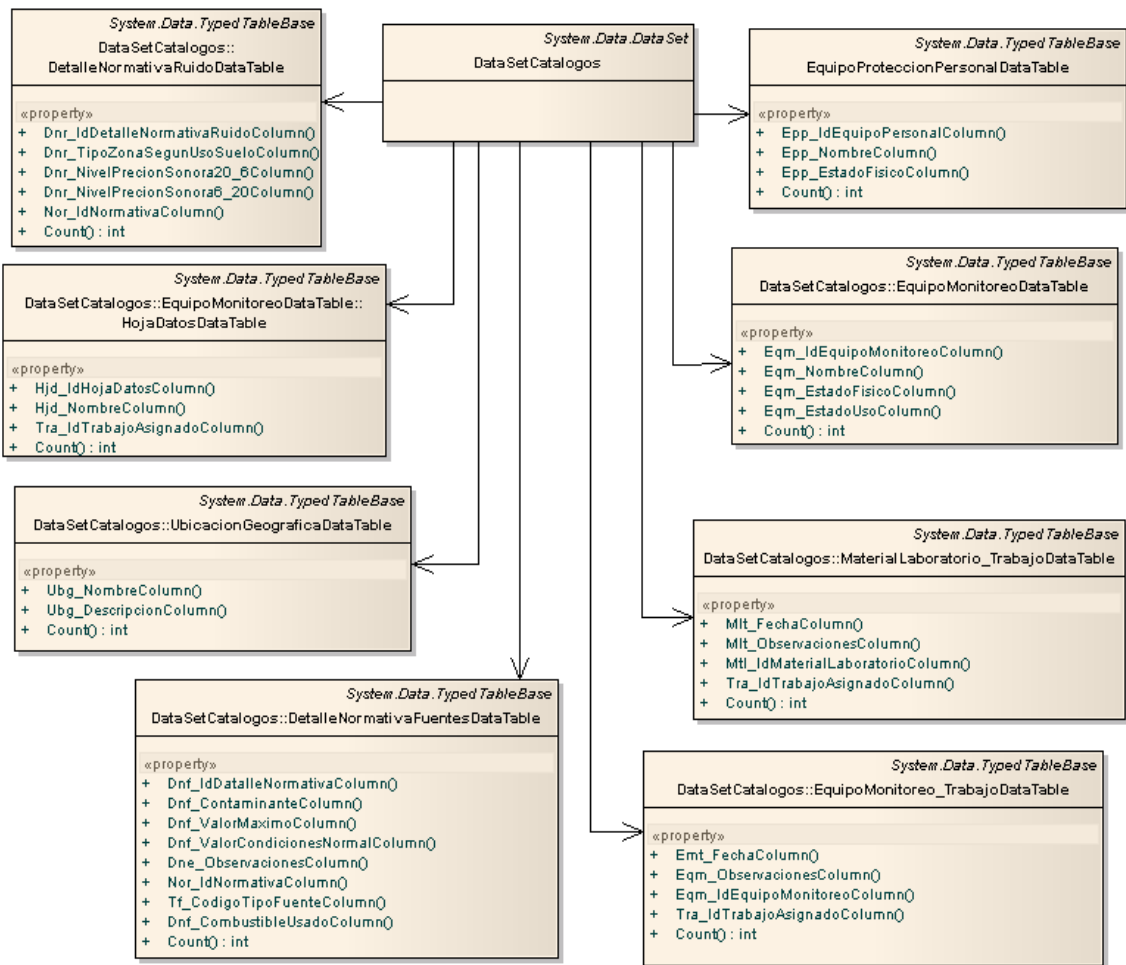 System.Data.TypedTableBase
DataSetCatalogos::
DetalleNormativaRuidoDataTable
«property»
+ Dnr_IdDetalleNormativaRuidoColumn()
+ Dnr_TipoZonaSegunUsoSueloColumn()
+ Dnr_NivelPrecionSonora20_6Column()
+ Dnr_NivelPrecionSonora6_20Column()
+ Nor_IdNormativaColumn()
+ Count() : int
System.Data.DataSet
DataSetCatalogos
System.Data.TypedTableBase
EquipoProteccionPersonalDataTable
«property»
+ Epp_IdEquipoPersonalColumn()
+ Epp_NombreColumn()
+ Epp_EstadoFisicoColumn()
+ Count() : int
System.Data.TypedTableBase
DataSetCatalogos::EquipoMonitoreoDataTable::
HojaDatosDataTable
«property»
+ Hjd_IdHojaDatosColumn()
+ Hjd_NombreColumn()
+ Tra_IdTrabajoAsignadoColumn()
+ Count() : int
System.Data.TypedTableBase
DataSetCatalogos::EquipoMonitoreoDataTable
«property»
+ Eqm_IdEquipoMonitoreoColumn()
+ Eqm_NombreColumn()
+ Eqm_EstadoFisicoColumn()
+ Eqm_EstadoUsoColumn()
+ Count() : int
System.Data.TypedTableBase
DataSetCatalogos::UbicacionGeograficaDataTable
«property»
+ Ubg_NombreColumn()
+ Ubg_DescripcionColumn()
+ Count() : int
System.Data.TypedTableBase
DataSetCatalogos::MaterialLaboratorio_TrabajoDataTable
«property»
+ Mlt_FechaColumn()
+ Mlt_ObservacionesColumn()
+ Mtl_IdMaterialLaboratorioColumn()
+ Tra_IdTrabajoAsignadoColumn()
+ Count() : int
System.Data.TypedTableBase
DataSetCatalogos::DetalleNormativaFuentesDataTable
«property»
+ Dnf_IdDatalleNormativaColumn()
+ Dnf_ContaminanteColumn()
+ Dnf_ValorMaximoColumn()
+ Dnf_ValorCondicionesNormalColumn()
+ Dne_ObservacionesColumn()
+ Nor_IdNormativaColumn()
+ Tf_CodigoTipoFuenteColumn()
+ Dnf_CombustibleUsadoColumn()
+ Count() : int
System.Data.TypedTableBase
DataSetCatalogos::EquipoMonitoreo_TrabajoDataTable
«property»
+ Emt_FechaColumn()
+ Eqm_ObservacionesColumn()
+ Eqm_IdEquipoMonitoreoColumn()
+ Tra_IdTrabajoAsignadoColumn()
+ Count() : int